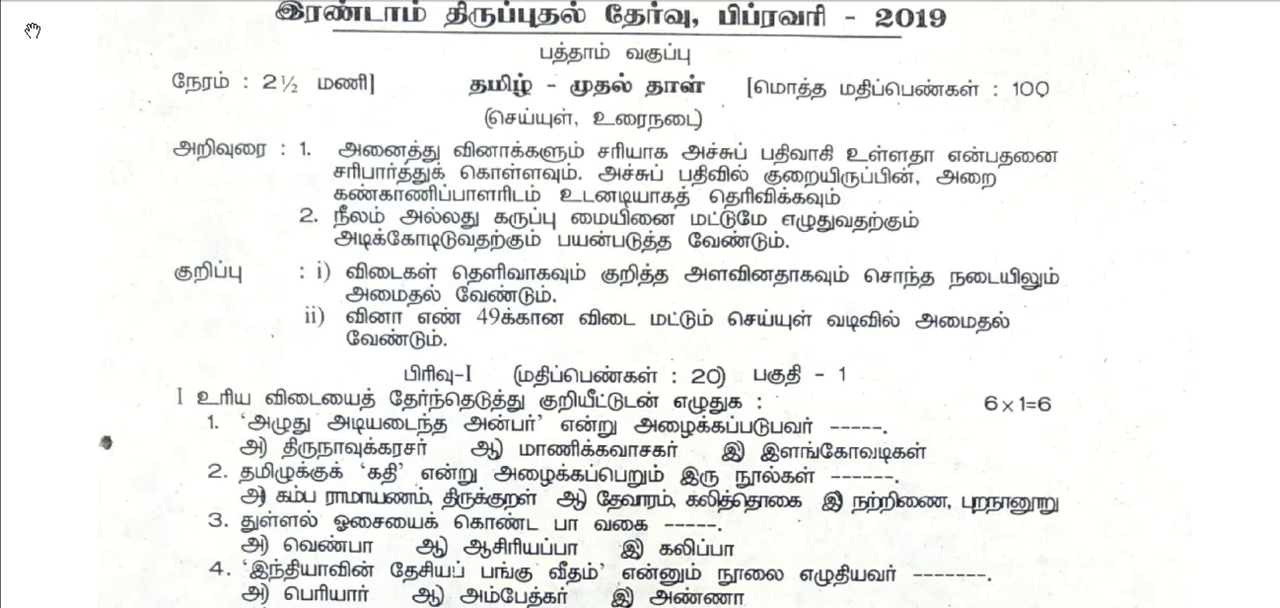 இரண்டாம் திருப்புதல் தேர்வு, பிப்ரவரி - 2019
பத்தாம் வகுப்பு
நேரம் : 2½ மணி] தமிழ் - முதல் தாள் [மொத்த மதிப்பெண்கள் : 100
(செய்யுள், உரைநடை)
அறிவுரை : 1. அனைத்து வினாக்களும் சரியாக அச்சுப் பதிவாகி உள்ளதா என்பதனை
சரிபார்த்துக் கொள்ளவும். அச்சுப் பதிவில் குறையிருப்பின், அறை
கண்காணிப்பாளரிடம் உடனடியாகத் தெரிவிக்கவும்
2. நீலம் அல்லது கருப்பு மையினை மட்டுமே எழுதுவதற்கும்
அடிக்கோடிடுவதற்கும் பயன்படுத்த வேண்டும்.
குறிப்பு : i) விடைகள் தெளிவாகவும் குறித்த அளவினதாகவும் சொந்த நடையிலும்
அமைதல் வேண்டும்.
ii) வினா எண் 49க்கான விடை மட்டும் செய்யுள் வடிவில் அமைதல்
வேண்டும்.
பிரிவு-I (மதிப்பெண்கள் : 20) பகுதி - 1
I உரிய விடையைத் தேர்ந்தெடுத்து குறியீட்டுடன் எழுதுக : 6×1=6
1. 'அழுது அடியடைந்த அன்பர்' என்று அழைக்கப்படுபவர் -----.
அ) திருநாவுக்கரசர் ஆ) மாணிக்கவாசகர் இ) இளங்கோவடிகள்
2. தமிழுக்குக் 'கதி' என்று அழைக்கப்பெறும் இரு நூல்கள் ------.
அ) கம்ப ராமாயணம், திருக்குறள் ஆ) தேவாரம், கலித்தொகை இ) நற்றிணை, புறநானூறு
3. துள்ளல் ஓசையைக் கொண்ட பா வகை -----.
அ) வெண்பா ஆ) ஆசிரியப்பா இ) கலிப்பா
4. 'இந்தியாவின் தேசியப் பங்கு வீதம்' என்னும் நூலை எழுதியவர் -------.
அ) பெரியார் ஆ) அம்பேத்கர் இ) அண்ணா